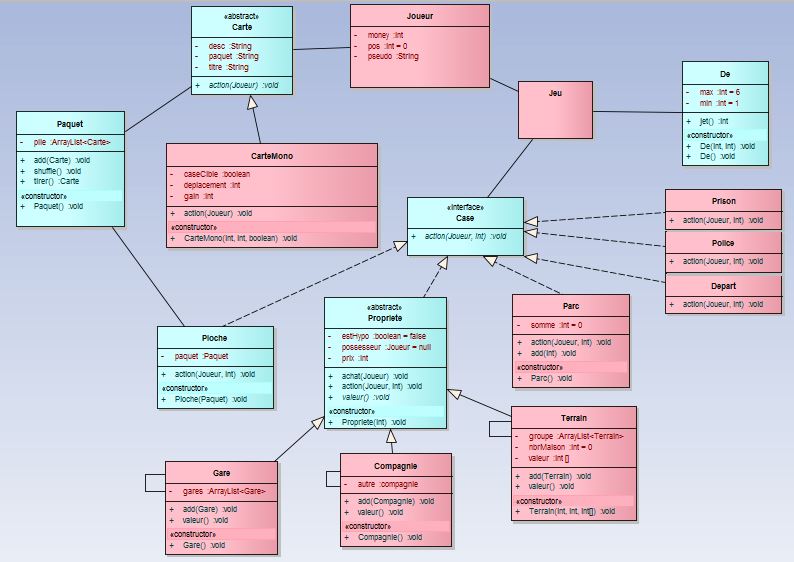 «abstract»
Carte
- desc :String
- paquet :String
- titre :String
+ action(Joueur) :void
Joueur
- money :int
- pos :int = 0
- pseudo :String
Jeu
De
- max :int = 6
- min :int = 1
+ jet() :int
«constructor»
+ De(int, int) :void
+ De() :void
Paquet
- pile :ArrayList<Carte>
+ add(Carte) :void
+ shuffle() :void
+ tirer() :Carte
«constructor»
+ Paquet() :void
CarteMono
- caseCible :boolean
- deplacement :int
- gain :int
+ action(Joueur) :void
«constructor»
+ CarteMono(int, int, boolean) :void
«interface»
Case
+ action(Joueur, int) :void
Prison
+ action(Joueur, int) :void
Police
+ action(Joueur, int) :void
Depart
+ action(Joueur, int) :void
Pioche
- paquet :Paquet
+ action(Joueur, int) :void
«constructor»
+ Pioche(Paquet) :void
«abstract»
Propriete
- estHypo :boolean = false
- possesseur :Joueur = null
- prix :int
+ achat(Joueur) :void
+ action(Joueur, int) :void
+ valeur() :void
«constructor»
+ Propriete(int) :void
Parc
- somme :int = 0
+ action(Joueur, int) :void
+ add(int) :void
«constructor»
+ Parc() :void
Terrain
- groupe :ArrayList<Terrain>
- nbrMaison :int = 0
- valeur :int []
+ add(Terrain) :void
+ valeur() :void
«constructor»
+ Terrain(int, int, int[]) :void
Gare
- gares :ArrayList<Gare>
+ add(Gare) :void
+ valeur() :void
«constructor»
+ Gare() :void
Compagnie
- autre :compagnie
+ add(Compagnie) :void
+ valeur() :void
«constructor»
+ Compagnie() :void